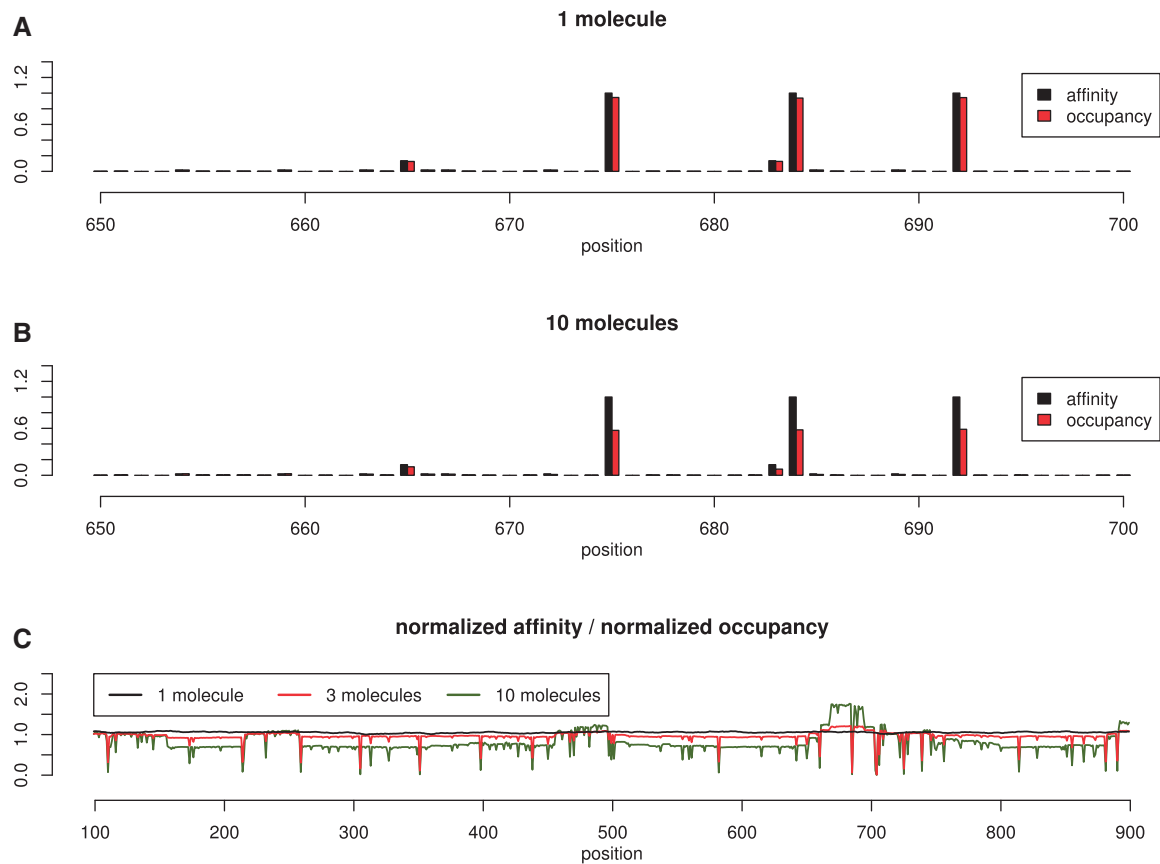 A
1 molecule
1.2
0.6
0.0
affinity
occupancy
650 660 670 680 690 700
position
B
10 molecules
1.2
0.6
0.0
affinity
occupancy
650 660 670 680 690 700
position
C
normalized affinity / normalized occupancy
2.0
1.0
0.0
1 molecule 3 molecules 10 molecules
100 200 300 400 500 600 700 800 900
position